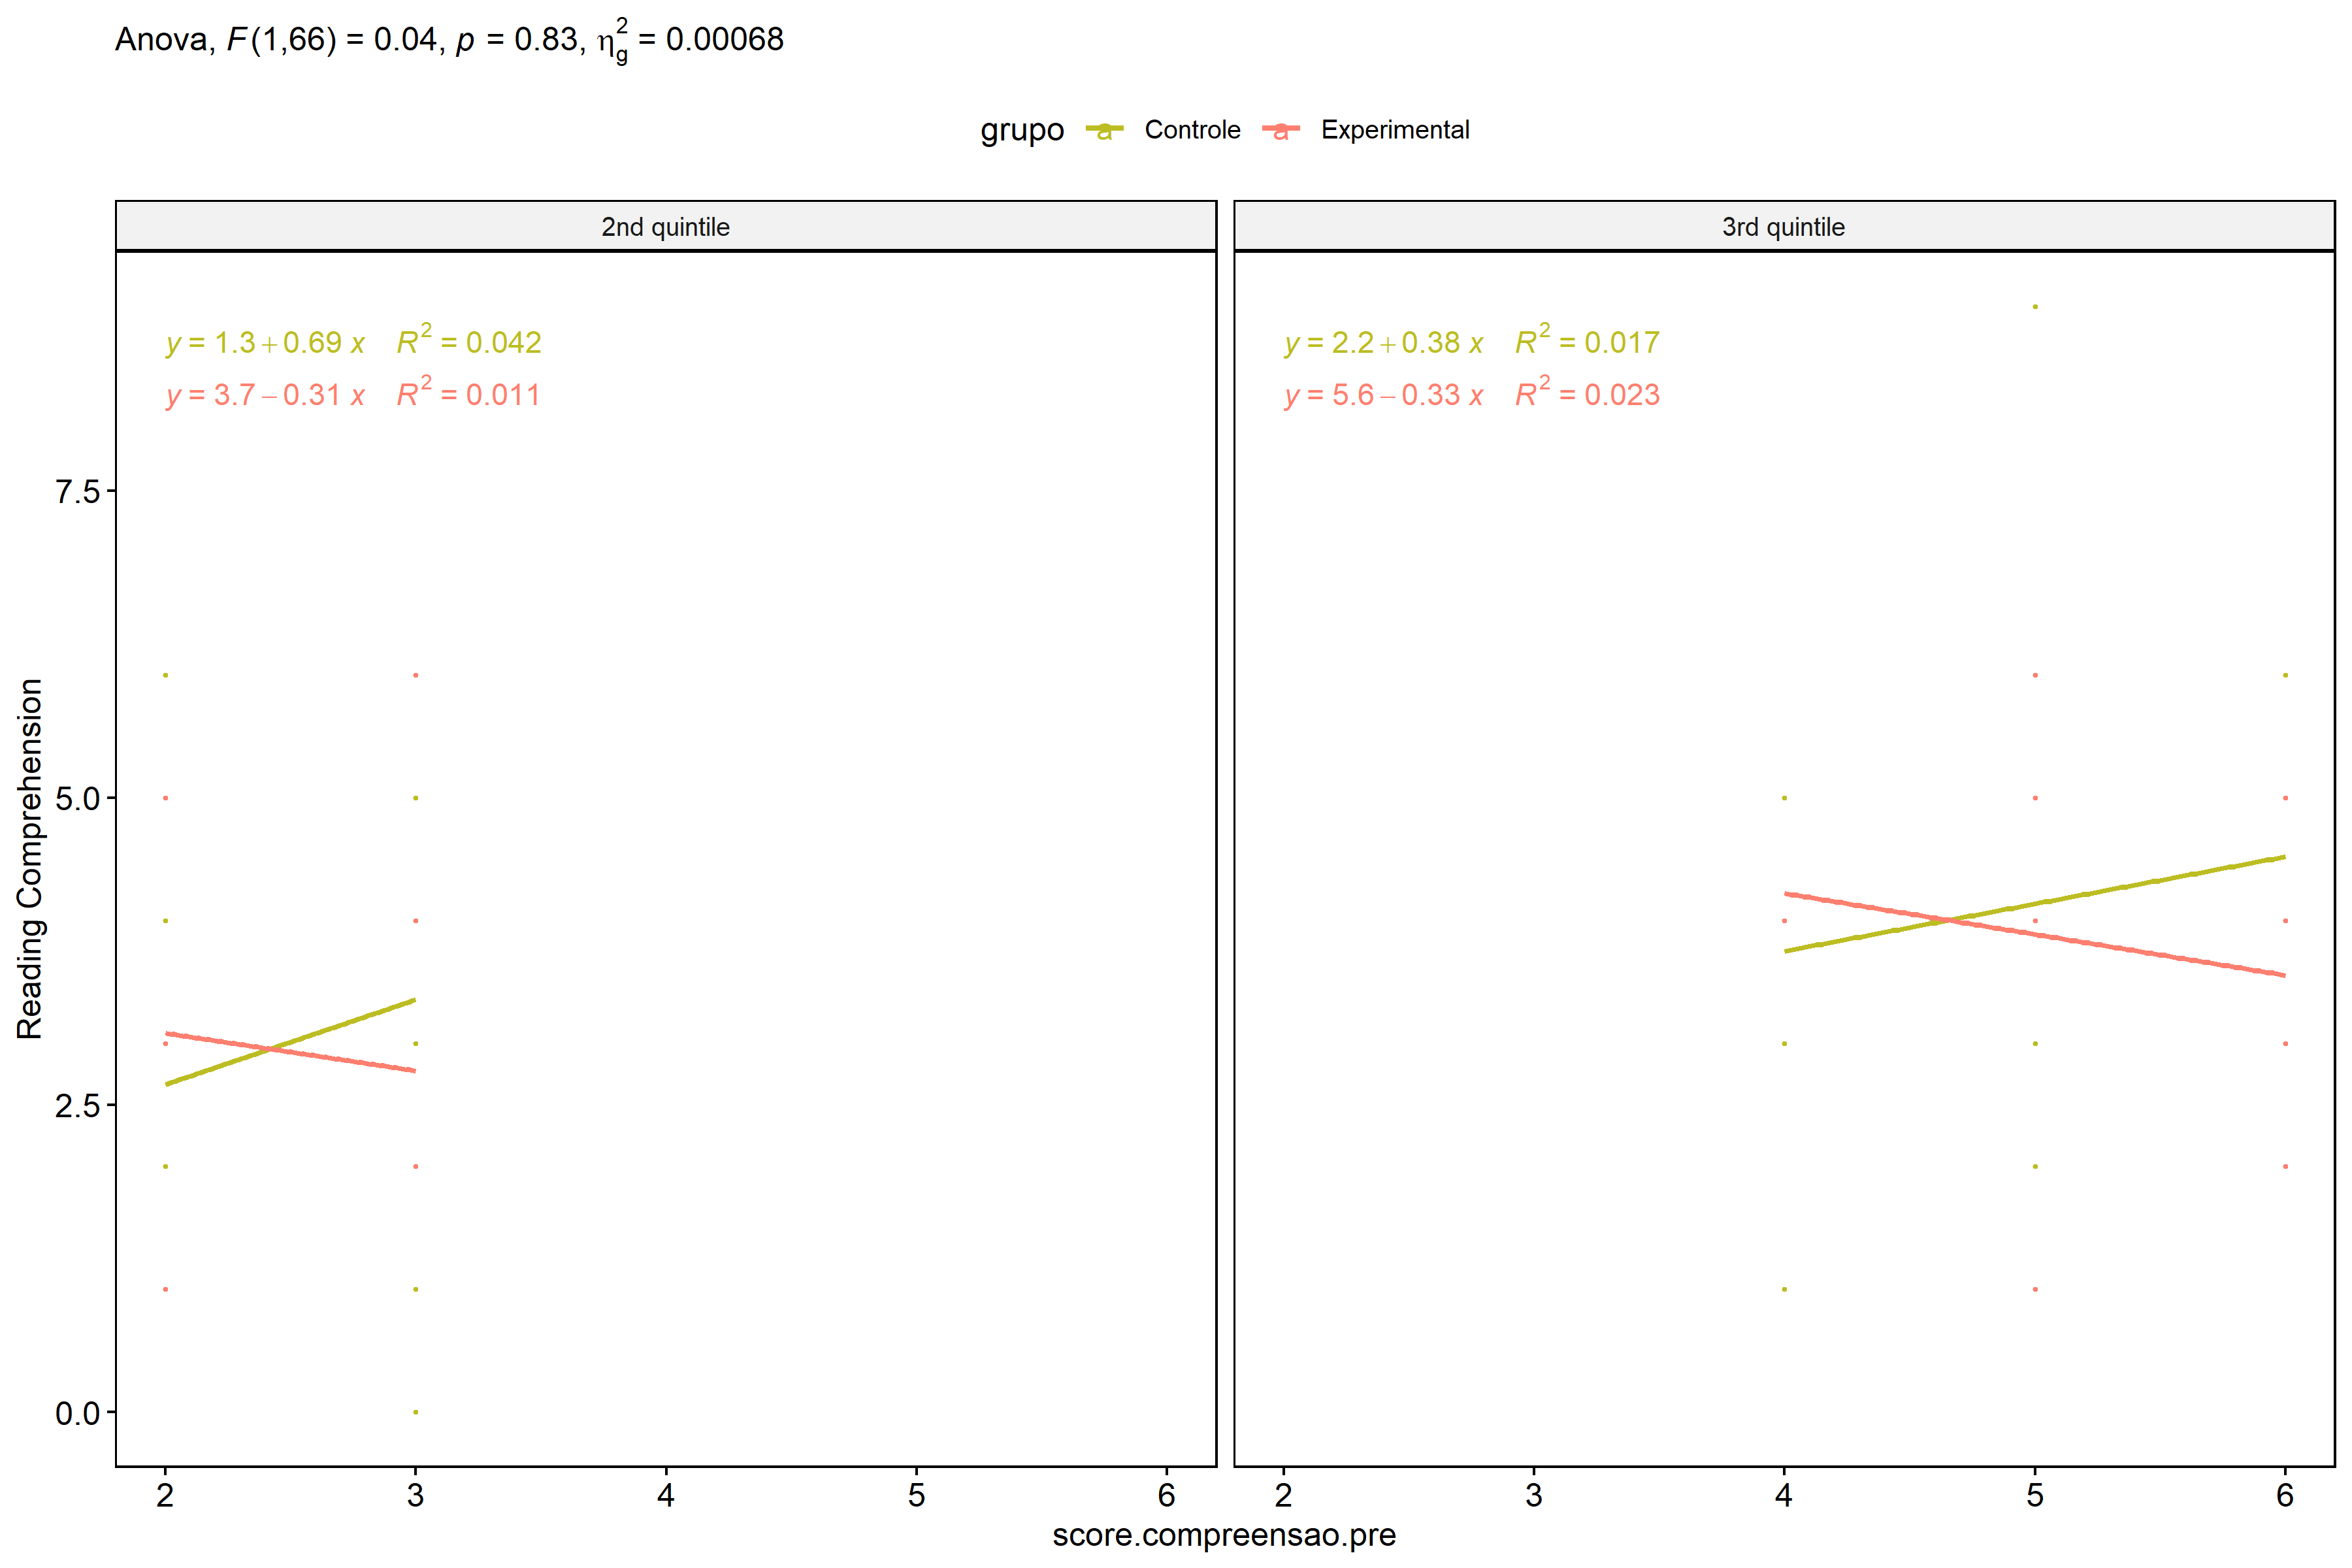 Anova, F(1,66) = 0.04, p = 0.83, η²g = 0.00068
grupo a Controle a Experimental
2nd quintile
3rd quintile
y = 1.3 + 0.69 x R² = 0.042
y = 3.7 − 0.31 x R² = 0.011
y = 2.2 + 0.38 x R² = 0.017
y = 5.6 − 0.33 x R² = 0.023
Reading Comprehension
7.5
5.0
2.5
0.0
2 3 4 5 6
2 3 4 5 6
score.compreensao.pre